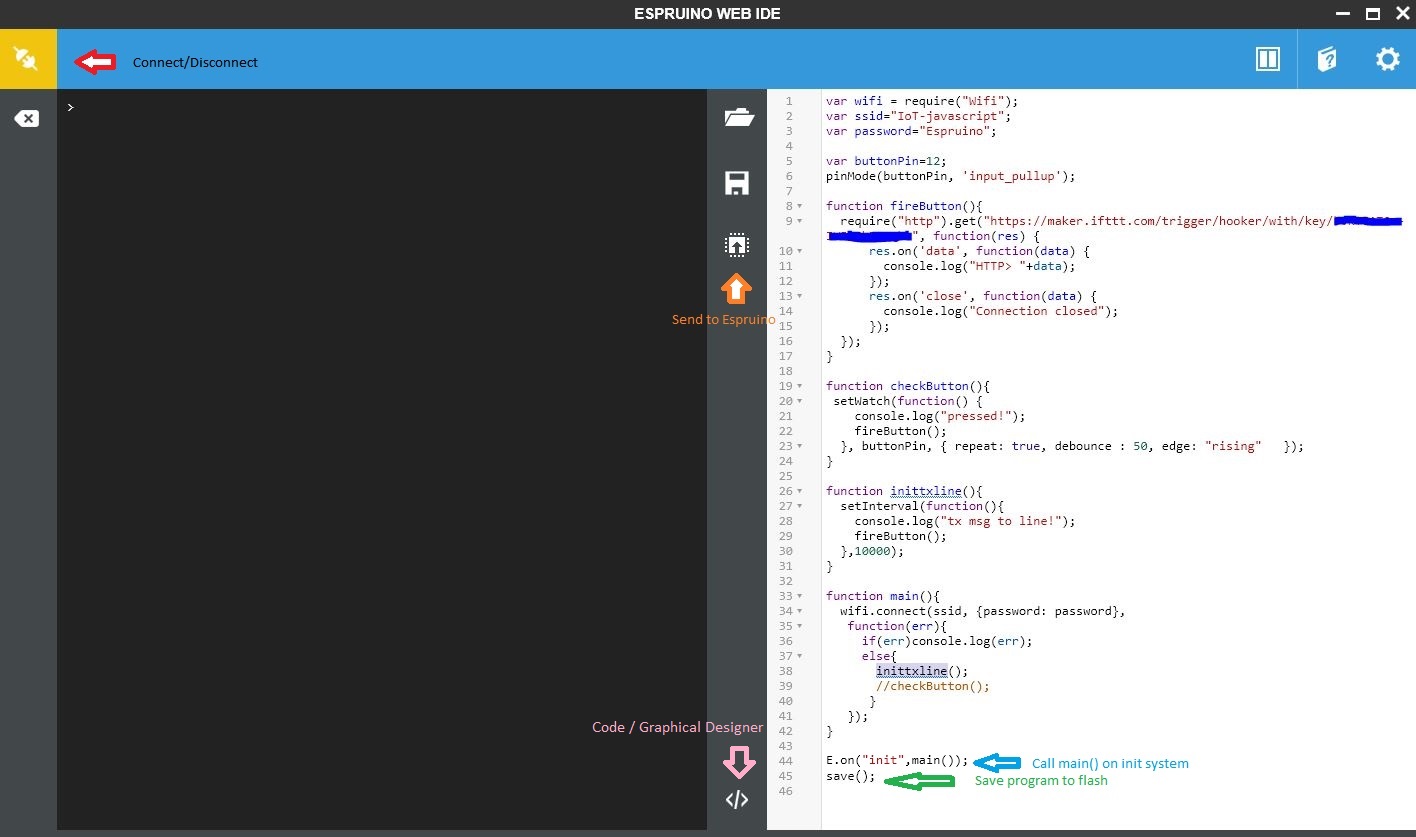 ESPRUINO WEB IDE
Connect/Disconnect
>
Send to Espruino
Code / Graphical Designer
</>
1 var wifi = require("Wifi");
2 var ssid="IoT-javascript";
3 var password="Espruino";
4
5 var buttonPin=12;
6 pinMode(buttonPin, 'input_pullup');
7
8 function fireButton(){
9 require("http").get("https://maker.ifttt.com/trigger/hooker/with/key/
", function(res) {
10 res.on('data', function(data) {
11 console.log("HTTP> "+data);
12 });
13 res.on('close', function(data) {
14 console.log("Connection closed");
15 });
16 });
17 }
18
19 function checkButton(){
20 setWatch(function() {
21 console.log("pressed!");
22 fireButton();
23 }, buttonPin, { repeat: true, debounce : 50, edge: "rising" });
24 }
25
26 function inittxline(){
27 setInterval(function(){
28 console.log("tx msg to line!");
29 fireButton();
30 },10000);
31 }
32
33 function main(){
34 wifi.connect(ssid, {password: password},
35 function(err){
36 if(err)console.log(err);
37 else{
38 inittxline();
39 //checkButton();
40 }
41 });
42 }
43
44 E.on("init",main()); Call main() on init system
45 save(); Save program to flash
46